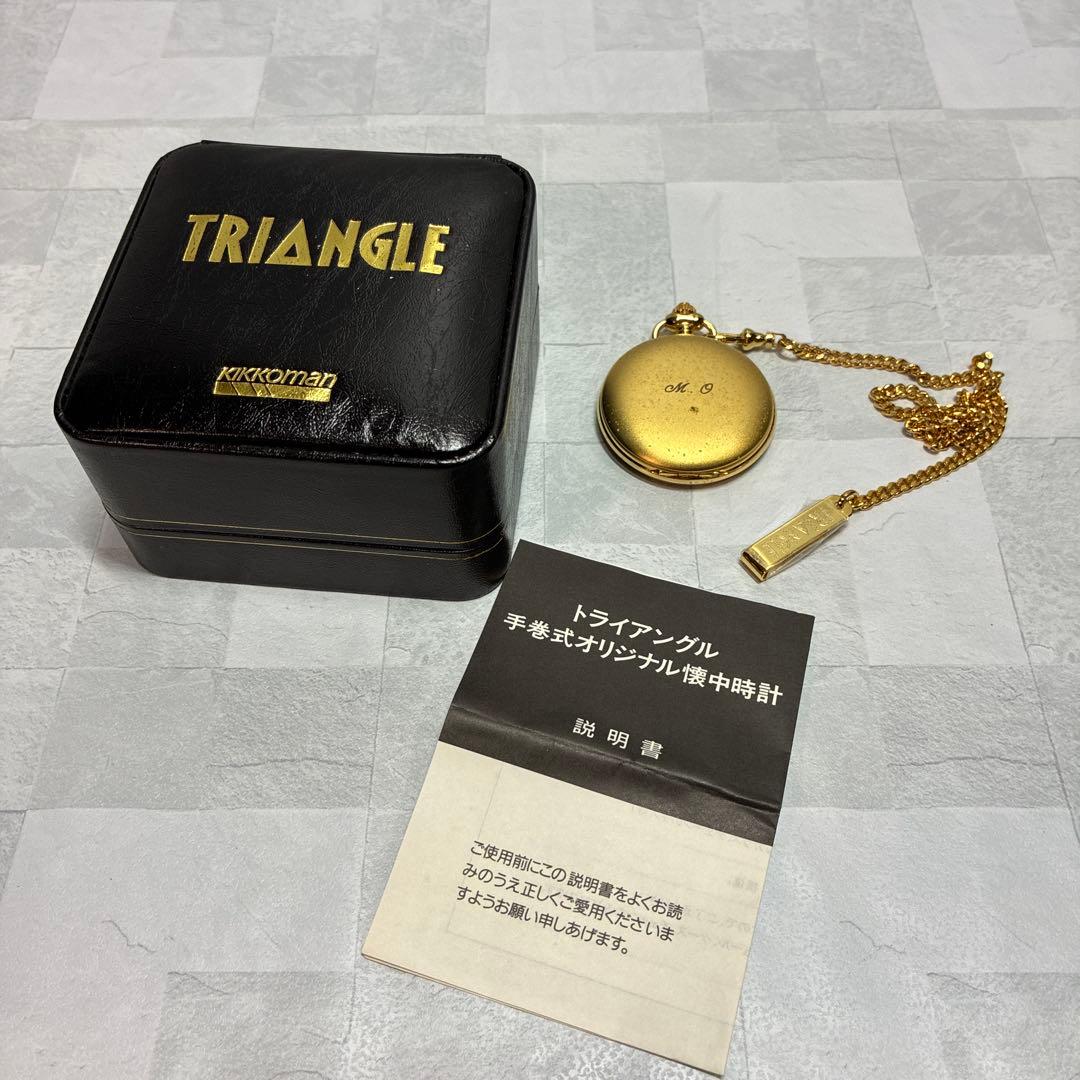 TRIANGLE
KIKKOMAN
M. O
トライアングル
手巻式オリジナル懐中時計
説明書
ご使用前にこの説明書をよくお読
みのうえ正しくご愛用くださいま
すようお願い申しあげます。